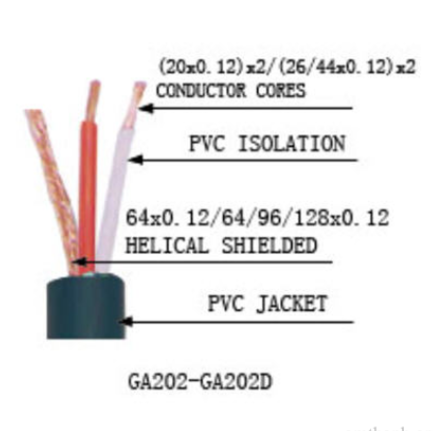 (20x0.12)x2/(26/44x0.12)x2
CONDUCTOR CORES
PVC ISOLATION
64x0.12/64/96/128x0.12
HELICAL SHIELDED
PVC JACKET
GA202-GA202D